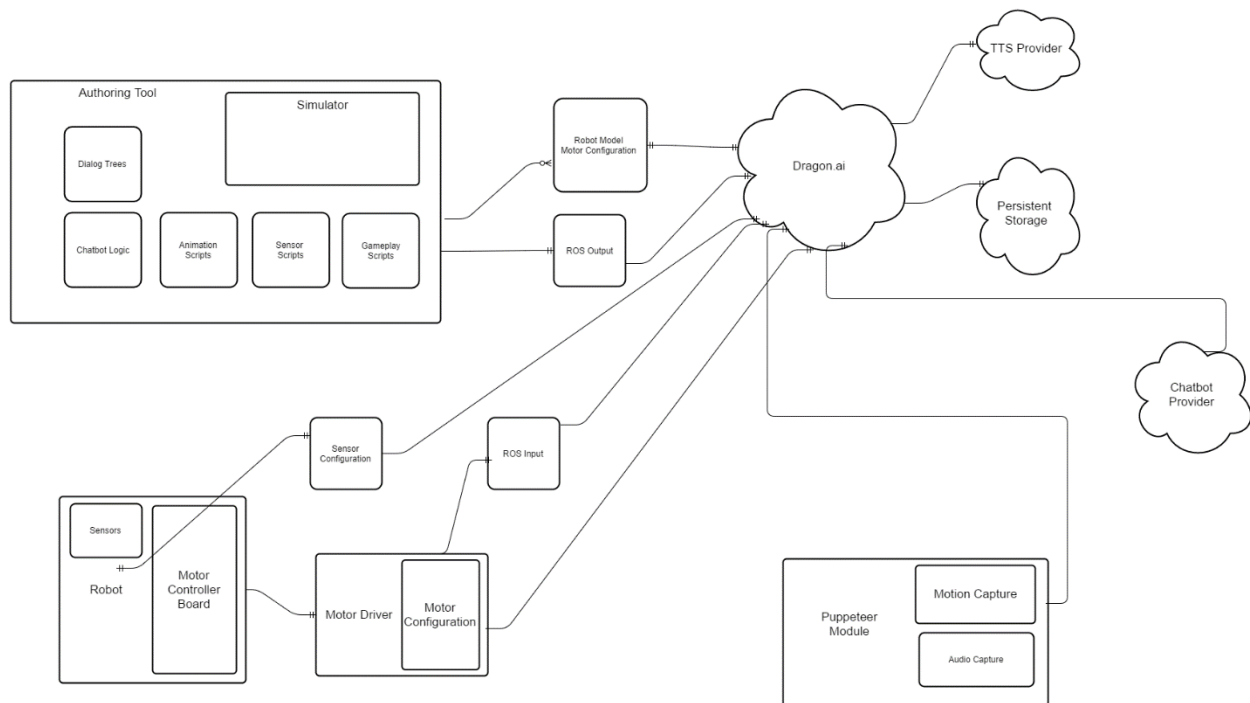 Authoring Tool
Simulator
Dialog Trees
Chatbot Logic
Animation
Scripts
Sensor
Scripts
Gameplay
Scripts
Robot Model
Motor Configuration
ROS Output
Dragon.ai
TTS Provider
Persistent
Storage
Chatbot
Provider
Sensor
Configuration
ROS Input
Sensors
Robot
Motor
Controller
Board
Motor Driver
Motor
Configuration
Puppeteer
Module
Motion Capture
Audio Capture